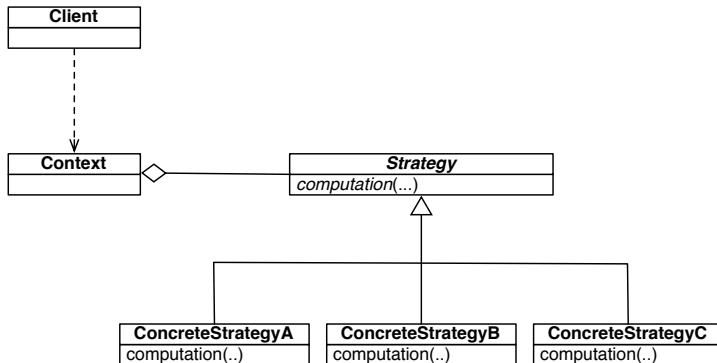 Client
Context
Strategy
computation(...)
ConcreteStrategyA
computation(..)
ConcreteStrategyB
computation(..)
ConcreteStrategyC
computation(..)